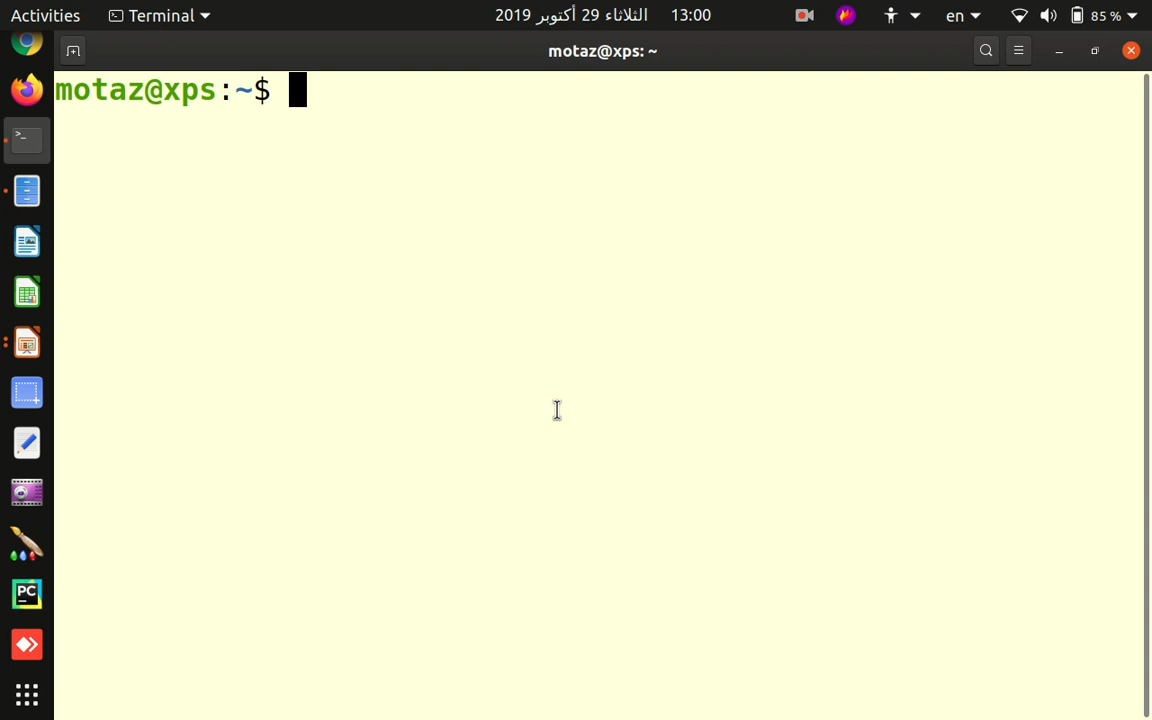 Activities Terminal الثلاثاء 29 أكتوبر 2019 13:00 en 85 %
motaz@xps: ~
motaz@xps:~$
>_
PC